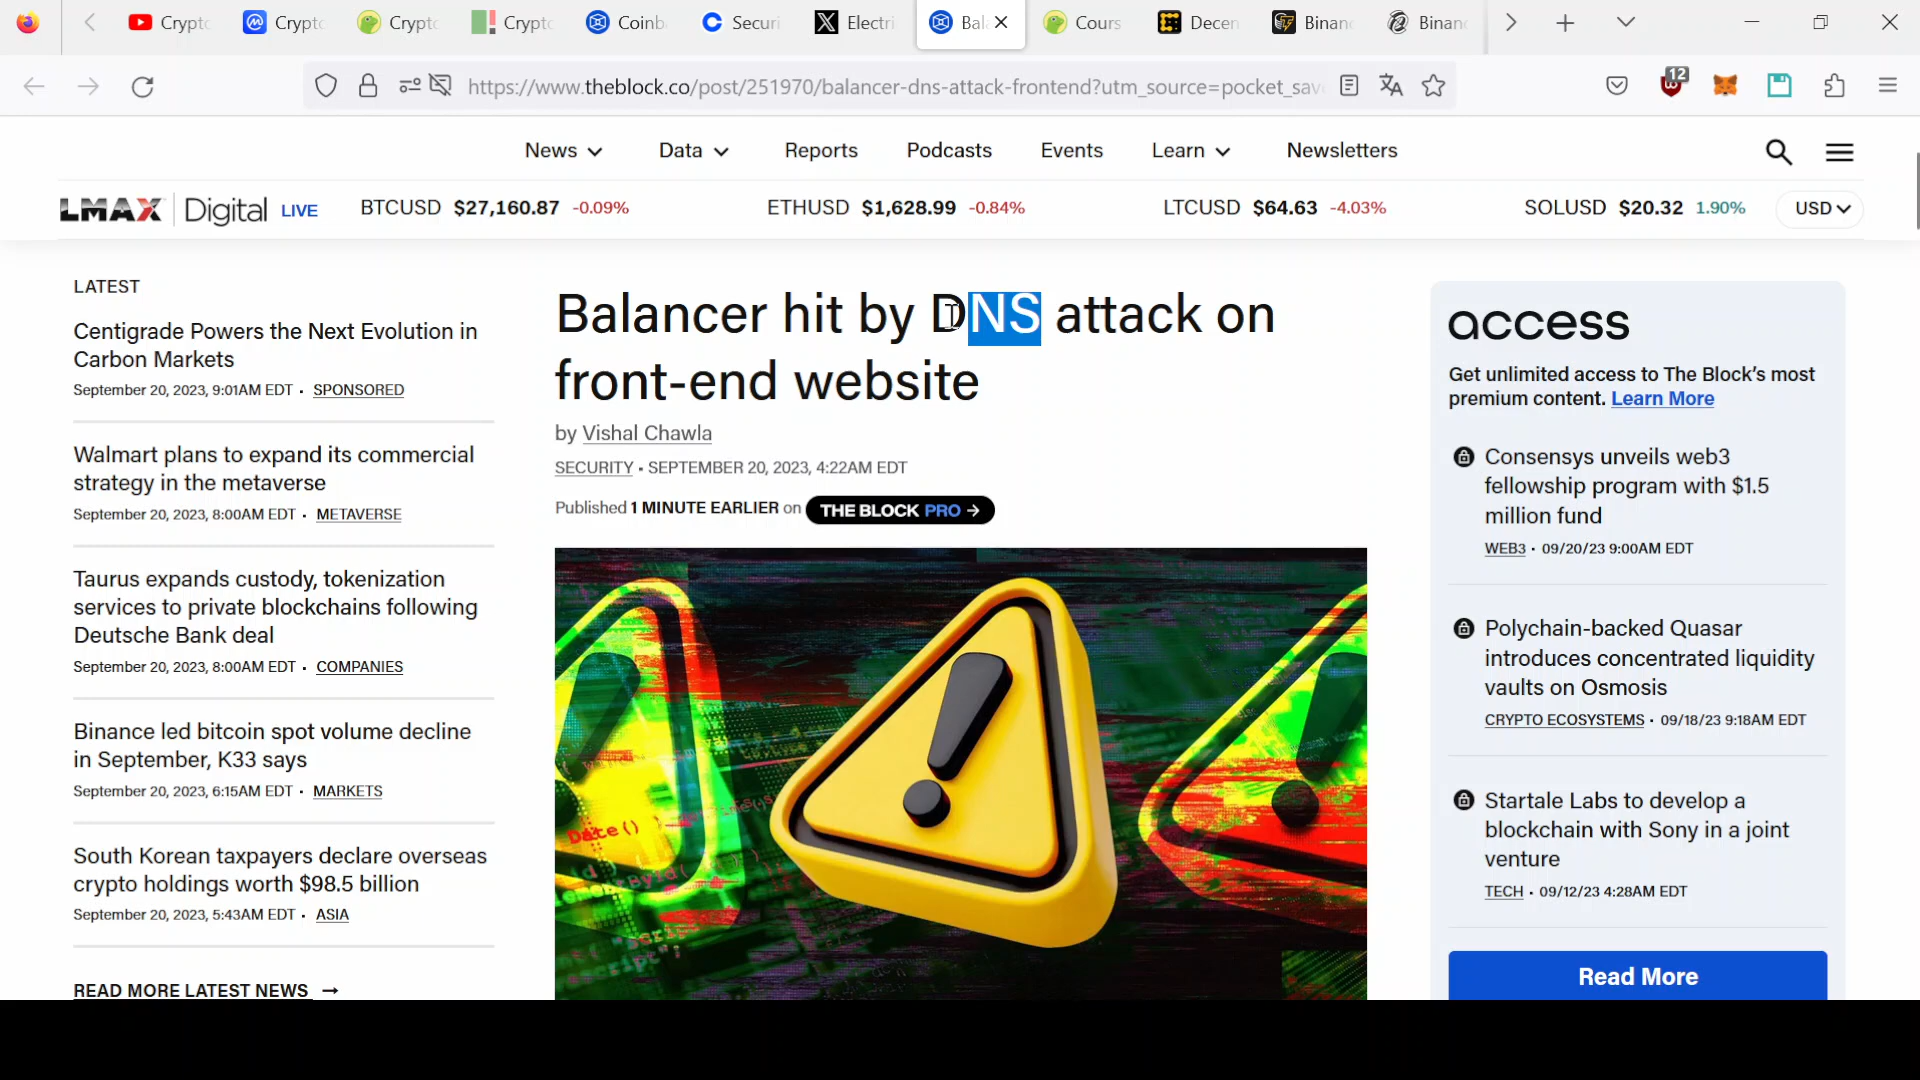 Crypto
Crypto
Crypto
Crypto
Coinb
Securi
Electri
Bal
Cours
Decen
Binan
Binan
https://www.theblock.co/post/251970/balancer-dns-attack-frontend?utm_source=pocket_sav
12
News
Data
Reports
Podcasts
Events
Learn
Newsletters
LMAX Digital LIVE
BTCUSD $27,160.87 -0.09%
ETHUSD $1,628.99 -0.84%
LTCUSD $64.63 -4.03%
SOLUSD $20.32 1.90%
USD
LATEST
Centigrade Powers the Next Evolution in
Carbon Markets
September 20, 2023, 9:01AM EDT • SPONSORED
Walmart plans to expand its commercial
strategy in the metaverse
September 20, 2023, 8:00AM EDT • METAVERSE
Taurus expands custody, tokenization
services to private blockchains following
Deutsche Bank deal
September 20, 2023, 8:00AM EDT • COMPANIES
Binance led bitcoin spot volume decline
in September, K33 says
September 20, 2023, 6:15AM EDT • MARKETS
South Korean taxpayers declare overseas
crypto holdings worth $98.5 billion
September 20, 2023, 5:43AM EDT • ASIA
READ MORE LATEST NEWS →
Balancer hit by DNS attack on
front-end website
by Vishal Chawla
SECURITY • SEPTEMBER 20, 2023, 4:22AM EDT
Published 1 MINUTE EARLIER on THE BLOCK PRO →
Date()
access
Get unlimited access to The Block's most
premium content. Learn More
Consensys unveils web3
fellowship program with $1.5
million fund
WEB3 • 09/20/23 9:00AM EDT
Polychain-backed Quasar
introduces concentrated liquidity
vaults on Osmosis
CRYPTO ECOSYSTEMS • 09/18/23 9:18AM EDT
Startale Labs to develop a
blockchain with Sony in a joint
venture
TECH • 09/12/23 4:28AM EDT
Read More